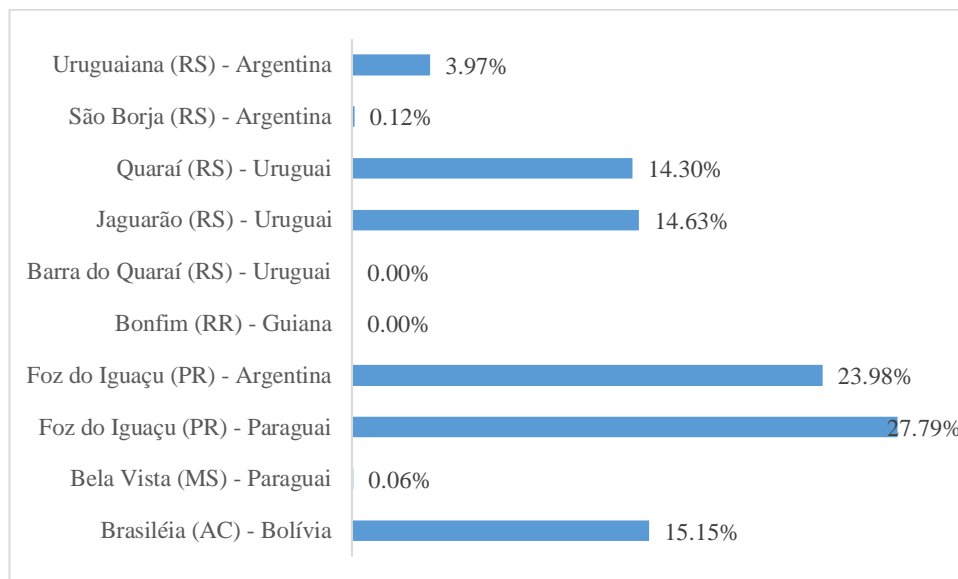 Uruguaiana (RS) - Argentina 3.97%
São Borja (RS) - Argentina 0.12%
Quaraí (RS) - Uruguai 14.30%
Jaguarão (RS) - Uruguai 14.63%
Barra do Quaraí (RS) - Uruguai 0.00%
Bonfim (RR) - Guiana 0.00%
Foz do Iguaçu (PR) - Argentina 23.98%
Foz do Iguaçu (PR) - Paraguai 27.79%
Bela Vista (MS) - Paraguai 0.06%
Brasiléia (AC) - Bolívia 15.15%